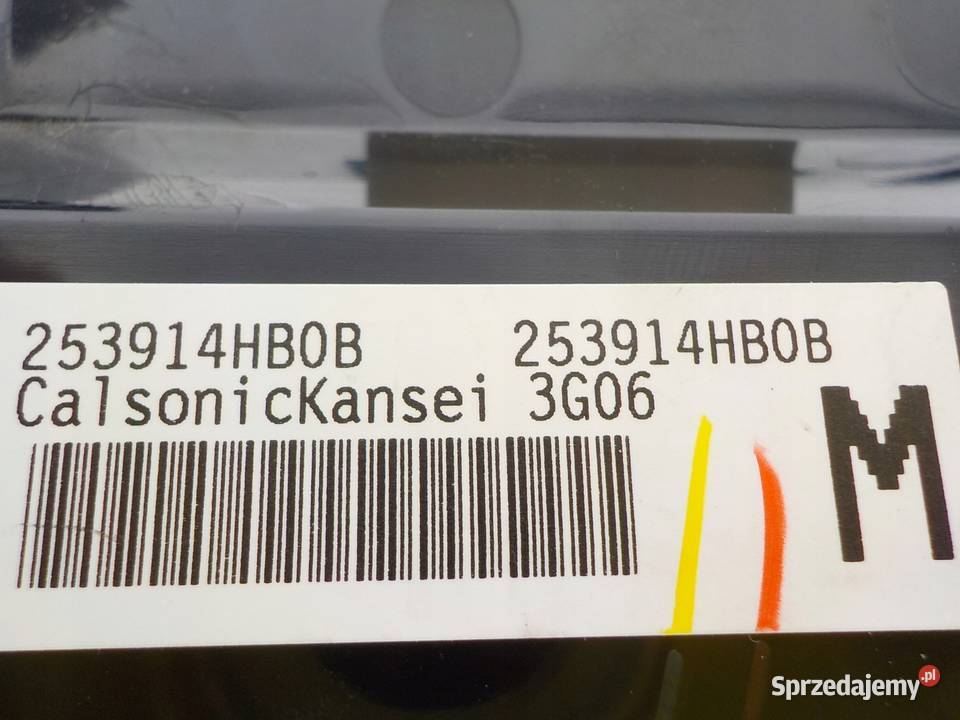 253914HB0B 253914HB0B
CalsonicKansei 3G06
M
Sprzedajemy.pl